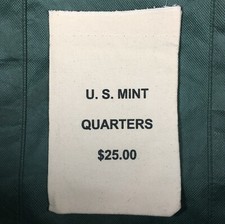 U. S. MINT
QUARTERS
$25.00